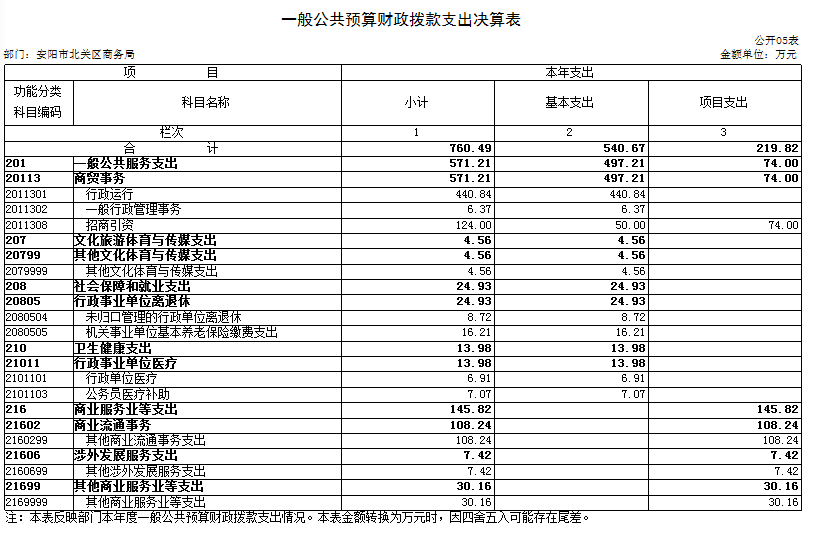 一般公共预算财政拨款支出决算表
公开05表
部门：安阳市北关区商务局 金额单位：万元
项 目 本年支出
功能分类科目编码 科目名称 小计 基本支出 项目支出
栏次 1 2 3
合 计 760.49 540.67 219.82
201 一般公共服务支出 571.21 497.21 74.00
20113 商贸事务 571.21 497.21 74.00
2011301 行政运行 440.84 440.84
2011302 一般行政管理事务 6.37 6.37
2011308 招商引资 124.00 50.00 74.00
207 文化旅游体育与传媒支出 4.56 4.56
20799 其他文化体育与传媒支出 4.56 4.56
2079999 其他文化体育与传媒支出 4.56 4.56
208 社会保障和就业支出 24.93 24.93
20805 行政事业单位离退休 24.93 24.93
2080504 未归口管理的行政单位离退休 8.72 8.72
2080505 机关事业单位基本养老保险缴费支出 16.21 16.21
210 卫生健康支出 13.98 13.98
21011 行政事业单位医疗 13.98 13.98
2101101 行政单位医疗 6.91 6.91
2101103 公务员医疗补助 7.07 7.07
216 商业服务业等支出 145.82 145.82
21602 商业流通事务 108.24 108.24
2160299 其他商业流通事务支出 108.24 108.24
21606 涉外发展服务支出 7.42 7.42
2160699 其他涉外发展服务支出 7.42 7.42
21699 其他商业服务业等支出 30.16 30.16
2169999 其他商业服务业等支出 30.16 30.16
注：本表反映部门本年度一般公共预算财政拨款支出情况。本表金额转换为万元时，因四舍五入可能存在尾差。